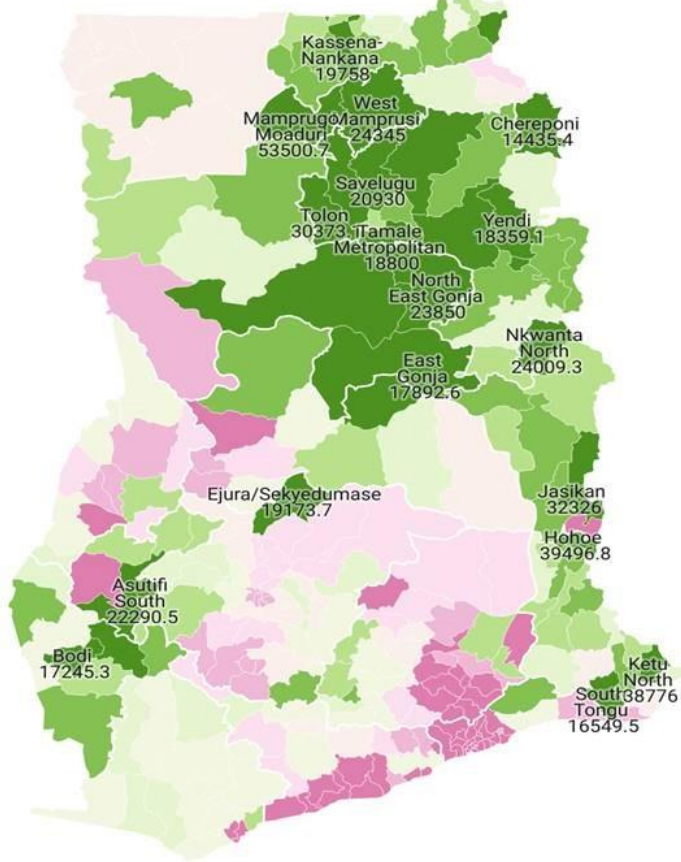 Kassena-
Nankana
19758
West
Mamprusi
24345
Mamprugo
Moaduri
53500.7
Chereponi
14435.4
Savelugu
20930
Tolon
30373.1
Tamale
Metropolitan
18800
Yendi
18359.1
North
East Gonja
23850
Nkwanta
North
24009.3
East
Gonja
17892.6
Ejura/Sekyedumase
19173.7
Jasikan
32326
Hohoe
39496.8
Asutifi
South
22290.5
Bodi
17245.3
Ketu
North
38776
South
Tongu
16549.5